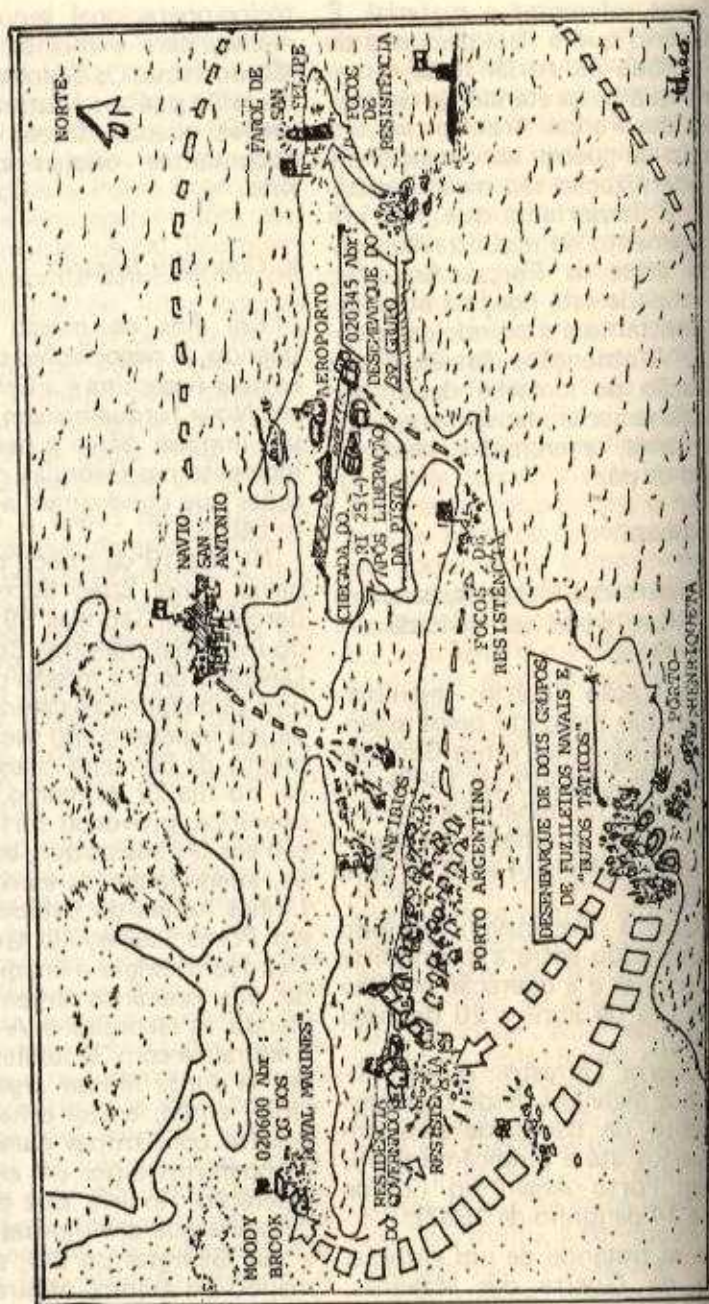 NORTE-
FAROL DE
SAN
FELIPE
FOCOS
DE
RESISTÊNCIA
NAVIO
SAN
ANTONIO
AEROPORTO
020345 Abr:
DESEMBARQUE DO
GRUPO
CHEGADA DO
RI 25(-)
APÓS LIBERAÇÃO
DA PISTA
FOCOS DE
RESISTÊNCIA
MOODY
BROOK
020600 Abr :
QG DOS
"ROYAL MARINES"
ANFÍBIOS
RESIDÊNCIA
DO GOVERNADOR
RESISTÊNCIA
PORTO ARGENTINO
DESEMBARQUE DE DOIS GRUPOS
DE FUZILEIROS NAVAIS E
"BUZOS TÁTICOS"
PÔRTO-
HENRIQUETA